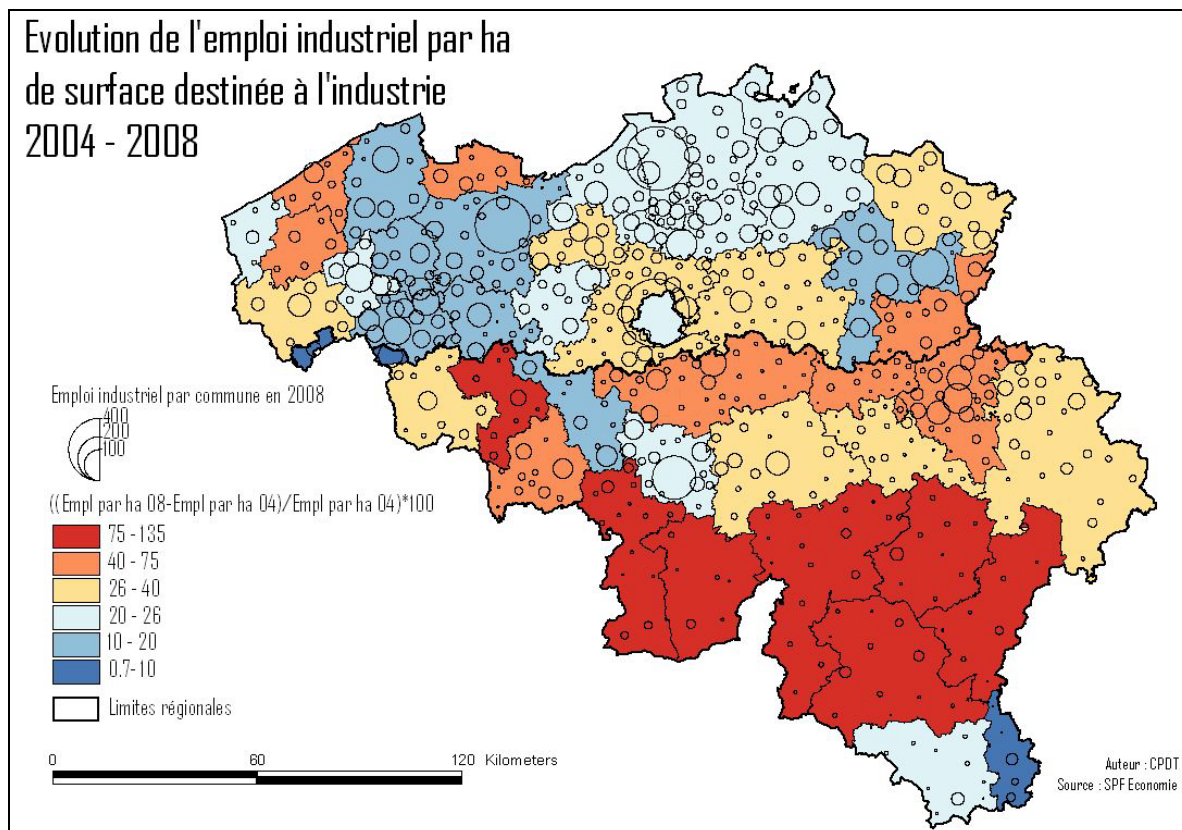 Evolution de l'emploi industriel par ha
de surface destinée à l'industrie
2004 - 2008
Emploi industriel par commune en 2008
400
200
100
((Empl par ha 08-Empl par ha 04)/Empl par ha 04)*100
75 - 135
40 - 75
26 - 40
20 - 26
10 - 20
0.7- 10
Limites régionales
0 60 120 Kilometers
Auteur : CPDT
Source : SPF Economie